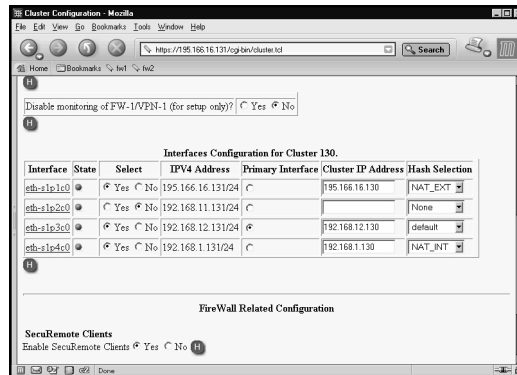 Cluster Configuration - Mozilla
File Edit View Go Bookmarks Tools Window Help
https://195.166.16.131/cgi-bin/cluster.tcl
Search
Home Bookmarks fw1 fw2
H
Disable monitoring of FW-1/VPN-1 (for setup only)? Yes No
H
Interfaces Configuration for Cluster 130.
Interface State Select IPV4 Address Primary Interface Cluster IP Address Hash Selection
eth-s1p1c0 Yes No 195.166.16.131/24 195.166.16.130 NAT_EXT
eth-s1p2c0 Yes No 192.168.11.131/24 None
eth-s1p3c0 Yes No 192.168.12.131/24 192.168.12.130 default
eth-s1p4c0 Yes No 192.168.1.131/24 192.168.1.130 NAT_INT
H
FireWall Related Configuration
SecuRemote Clients
Enable SecuRemote Clients Yes No H
Done